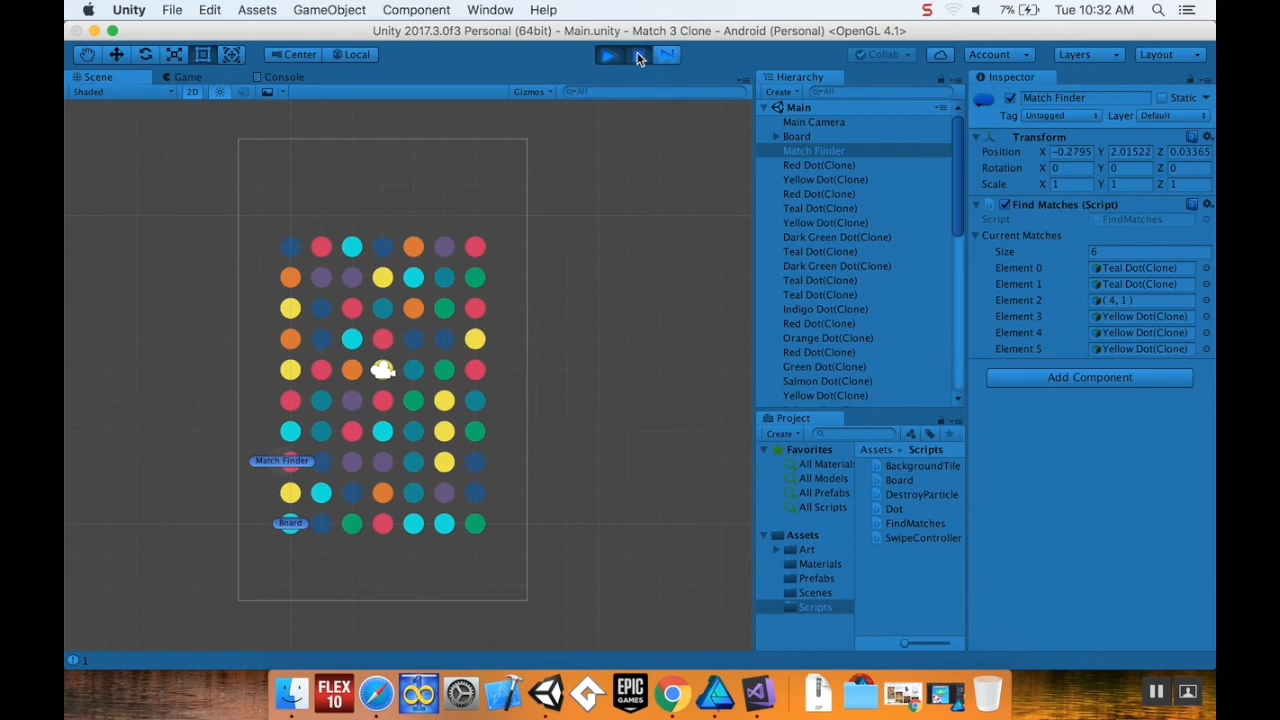 Unity File Edit Assets GameObject Component Window Help 7% Tue 10:32 AM
Unity 2017.3.0f3 Personal (64bit) - Main.unity - Match 3 Clone - Android (Personal) <OpenGL 4.1>
Center Local Collab Account Layers Layout
Scene Game Console
Shaded 2D Gizmos All
Match Finder
Board
1
Hierarchy
Create All
Main
Main Camera
Board
Match Finder
Red Dot(Clone)
Yellow Dot(Clone)
Red Dot(Clone)
Teal Dot(Clone)
Yellow Dot(Clone)
Dark Green Dot(Clone)
Teal Dot(Clone)
Dark Green Dot(Clone)
Teal Dot(Clone)
Teal Dot(Clone)
Indigo Dot(Clone)
Red Dot(Clone)
Orange Dot(Clone)
Red Dot(Clone)
Green Dot(Clone)
Salmon Dot(Clone)
Yellow Dot(Clone)
Project
Create
Favorites
All Materials
All Models
All Prefabs
All Scripts
Assets
Art
Materials
Prefabs
Scenes
Scripts
Assets Scripts
BackgroundTile
Board
DestroyParticle
Dot
FindMatches
SwipeController
Inspector
Match Finder Static
Tag Untagged Layer Default
Transform
Position X -0.2795 Y 2.01522 Z 0.03365
Rotation X 0 Y 0 Z 0
Scale X 1 Y 1 Z 1
Find Matches (Script)
Script FindMatches
Current Matches
Size 6
Element 0 Teal Dot(Clone)
Element 1 Teal Dot(Clone)
Element 2 ( 4, 1 )
Element 3 Yellow Dot(Clone)
Element 4 Yellow Dot(Clone)
Element 5 Yellow Dot(Clone)
Add Component
FLEX
10
EPIC
GAMES
ZIP